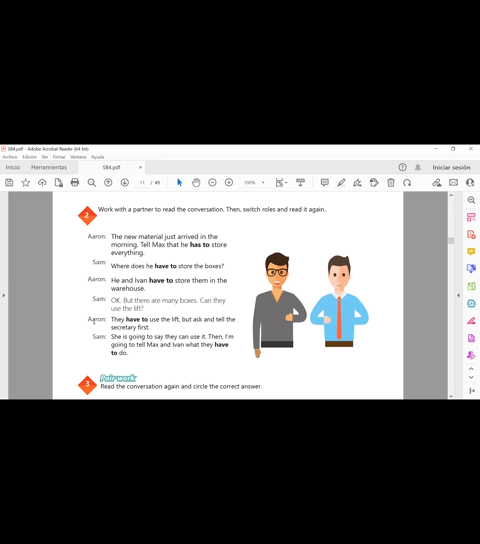 SB4.pdf - Adobe Acrobat Reader (64-bit)
Archivo Edición Ver Firmar Ventana Ayuda
Inicio Herramientas SB4.pdf × Iniciar sesión
11 / 49 100%
2 Work with a partner to read the conversation. Then, switch roles and read it again..
Aaron: The new material just arrived in the
morning. Tell Max that he has to store
everything.
Sam: Where does he have to store the boxes?
Aaron: He and Ivan have to store them in the
warehouse.
Sam: OK. But there are many boxes. Can they
use the lift?
Aaron: They have to use the lift, but ask and tell the
secretary first.
Sam: She is going to say they can use it. Then, I'm
going to tell Max and Ivan what they have
to do.
Pair work
3 Read the conversation again and circle the correct answer.